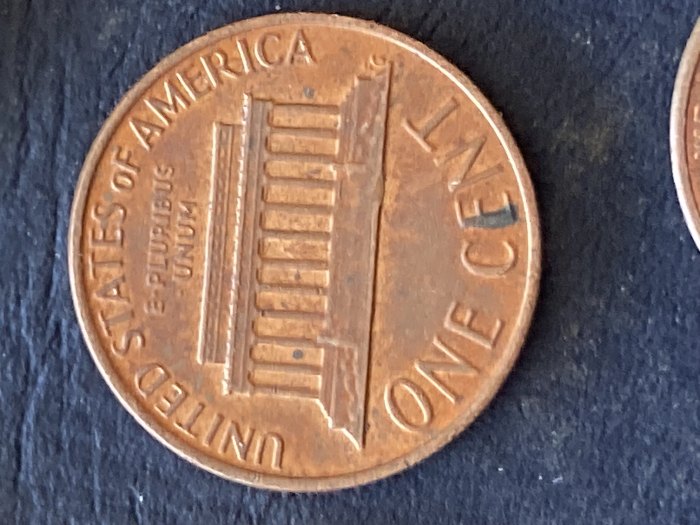 UNITED STATES OF AMERICA
E·PLURIBUS
UNUM
ONE CENT